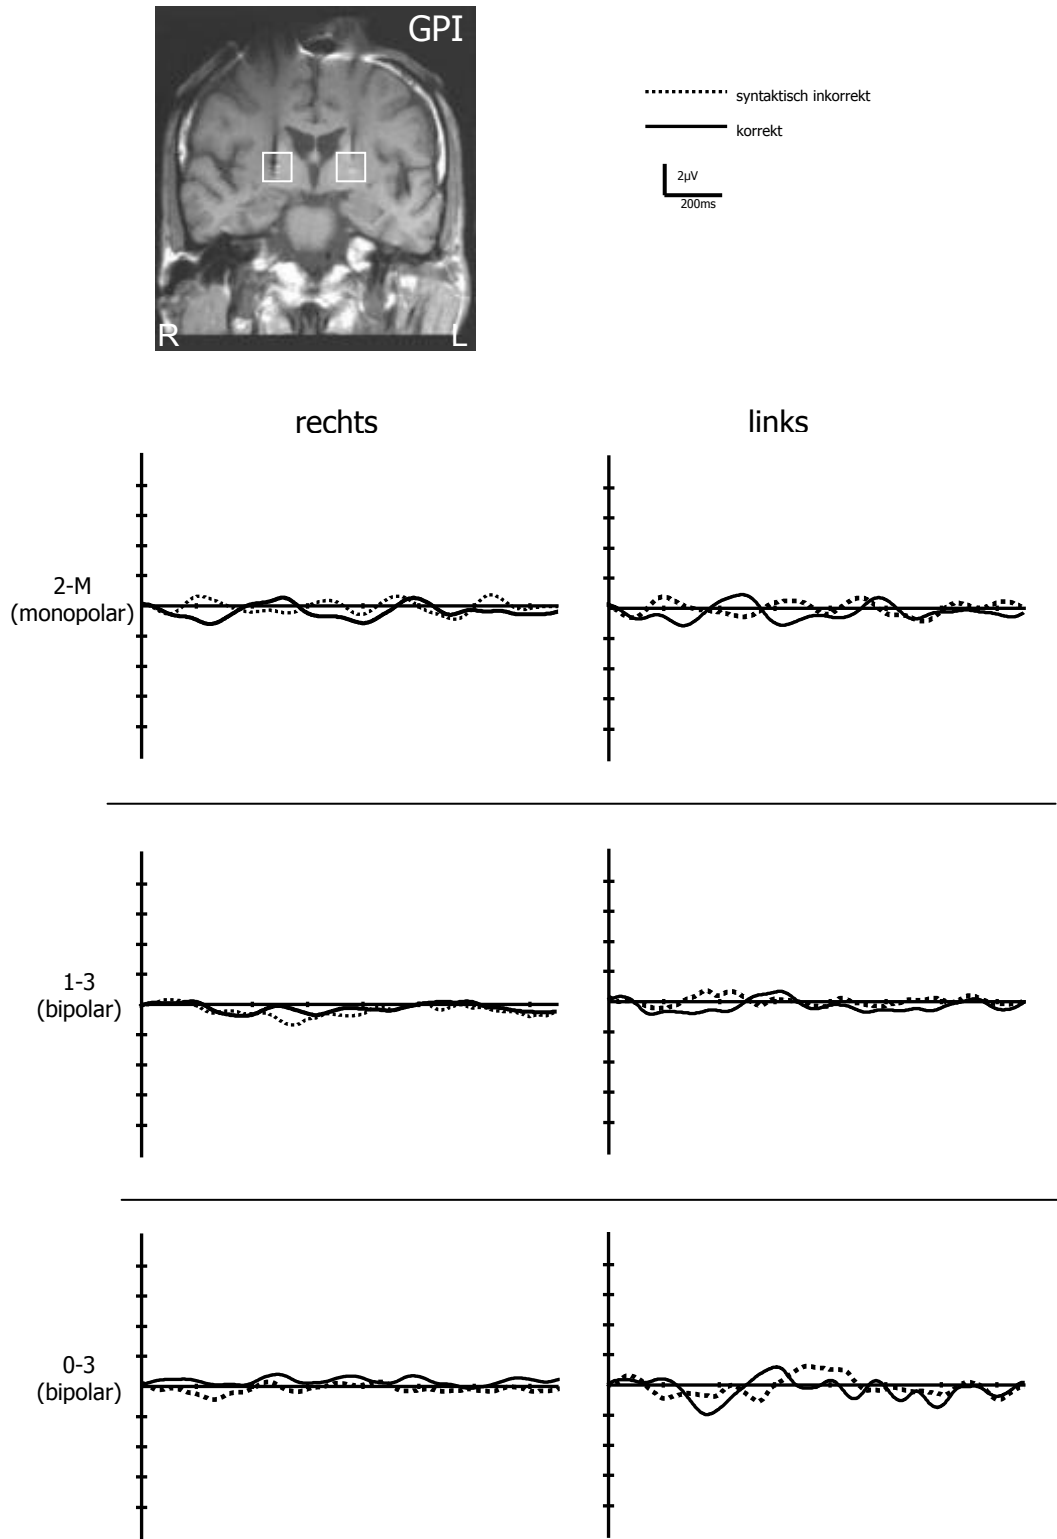 GPI
syntaktisch inkorrekt
korrekt
2µV
200ms
R
L
rechts
links
2-M
(monopolar)
1-3
(bipolar)
0-3
(bipolar)